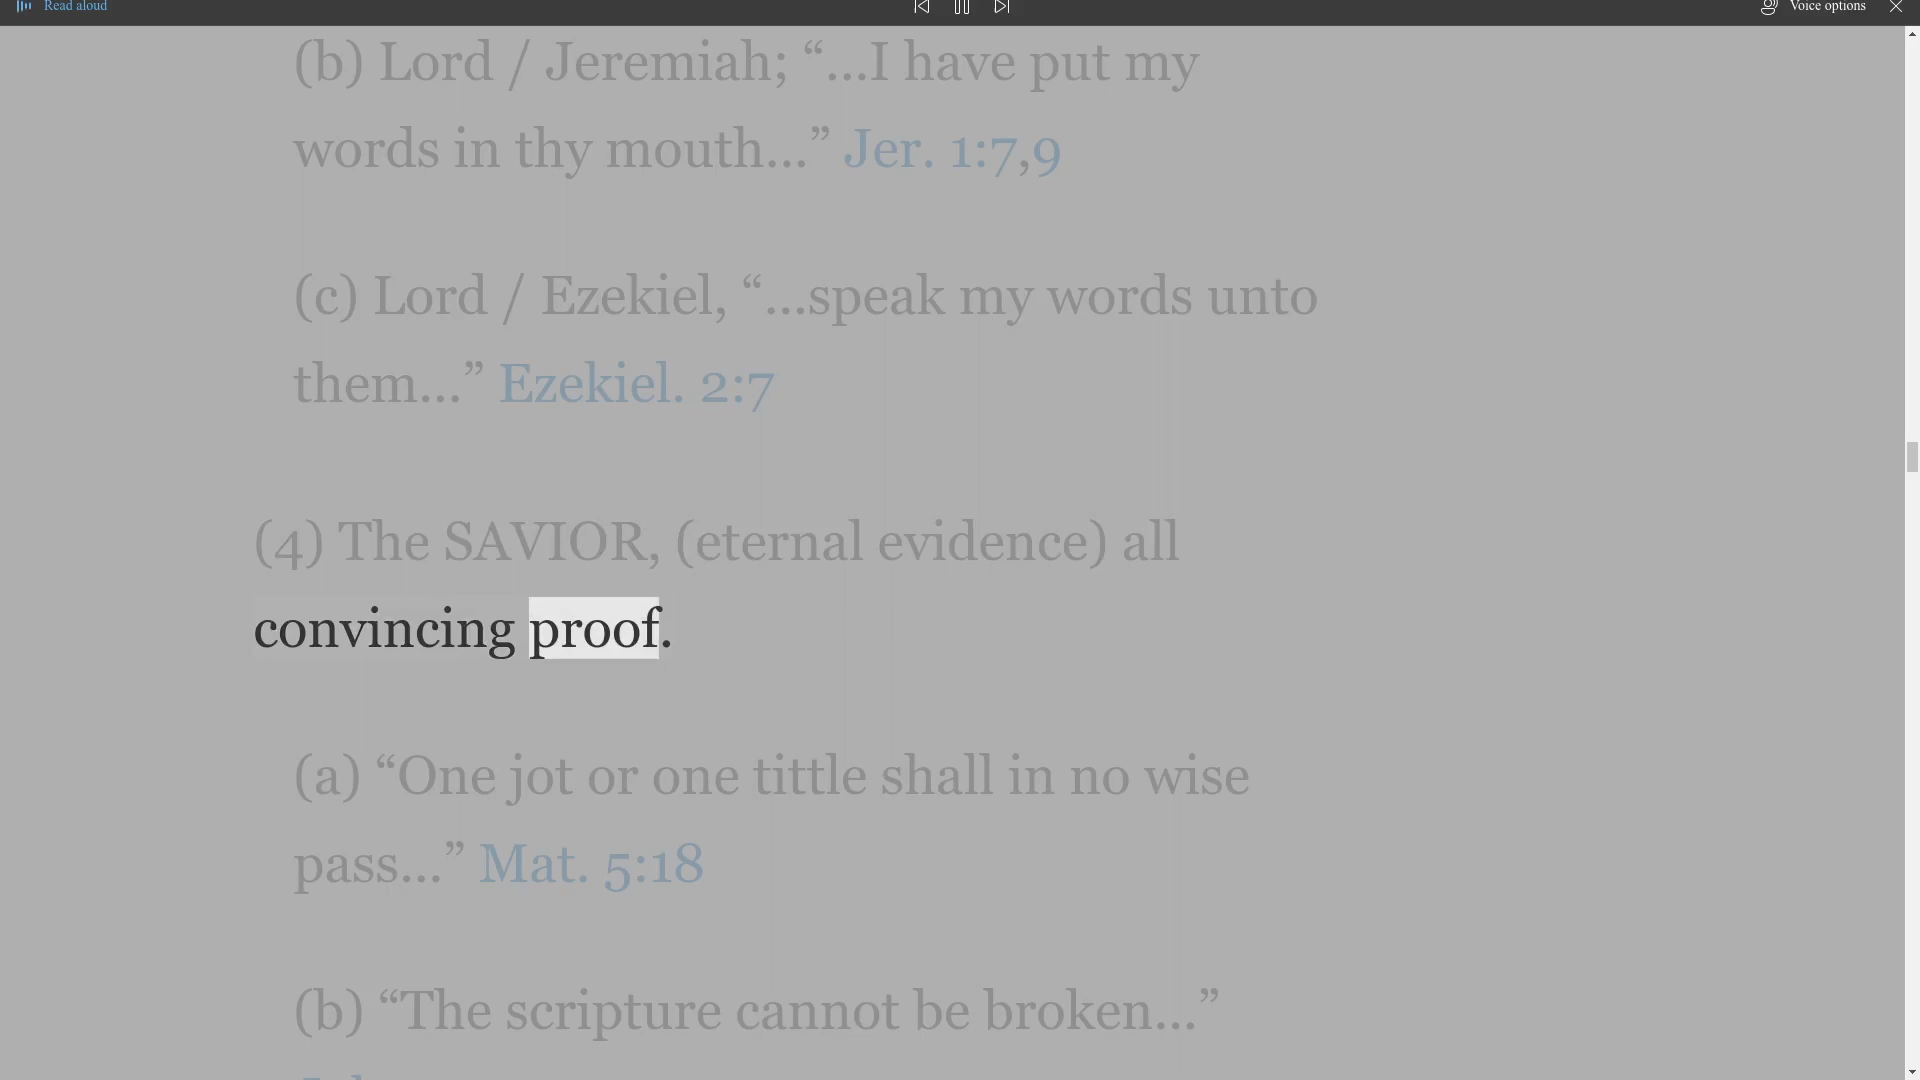 Read aloud
Voice options
(b) Lord / Jeremiah; “...I have put my
words in thy mouth...” Jer. 1:7,9
(c) Lord / Ezekiel, “...speak my words unto
them...” Ezekiel. 2:7
(4) The SAVIOR, (eternal evidence) all
convincing proof.
(a) “One jot or one tittle shall in no wise
pass...” Mat. 5:18
(b) “The scripture cannot be broken...”